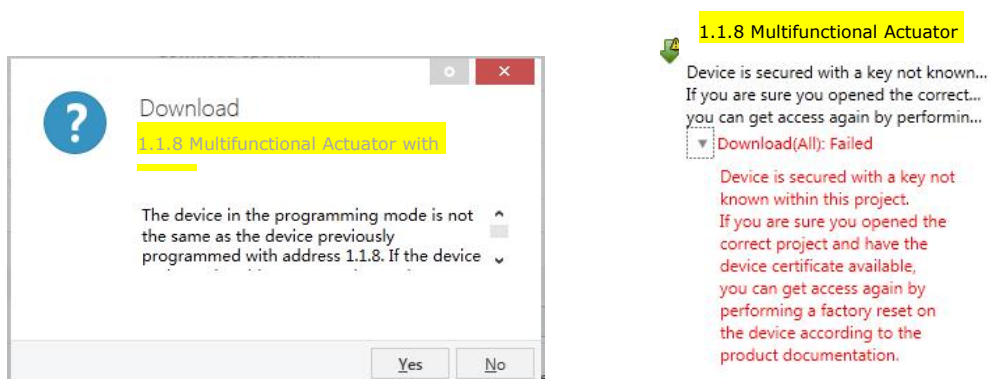 Download
1.1.8 Multifunctional Actuator with
The device in the programming mode is not
the same as the device previously
programmed with address 1.1.8. If the device
Yes
No
1.1.8 Multifunctional Actuator
Device is secured with a key not known...
If you are sure you opened the correct...
you can get access again by performin...
Download(All): Failed
Device is secured with a key not
known within this project.
If you are sure you opened the
correct project and have the
device certificate available,
you can get access again by
performing a factory reset on
the device according to the
product documentation.